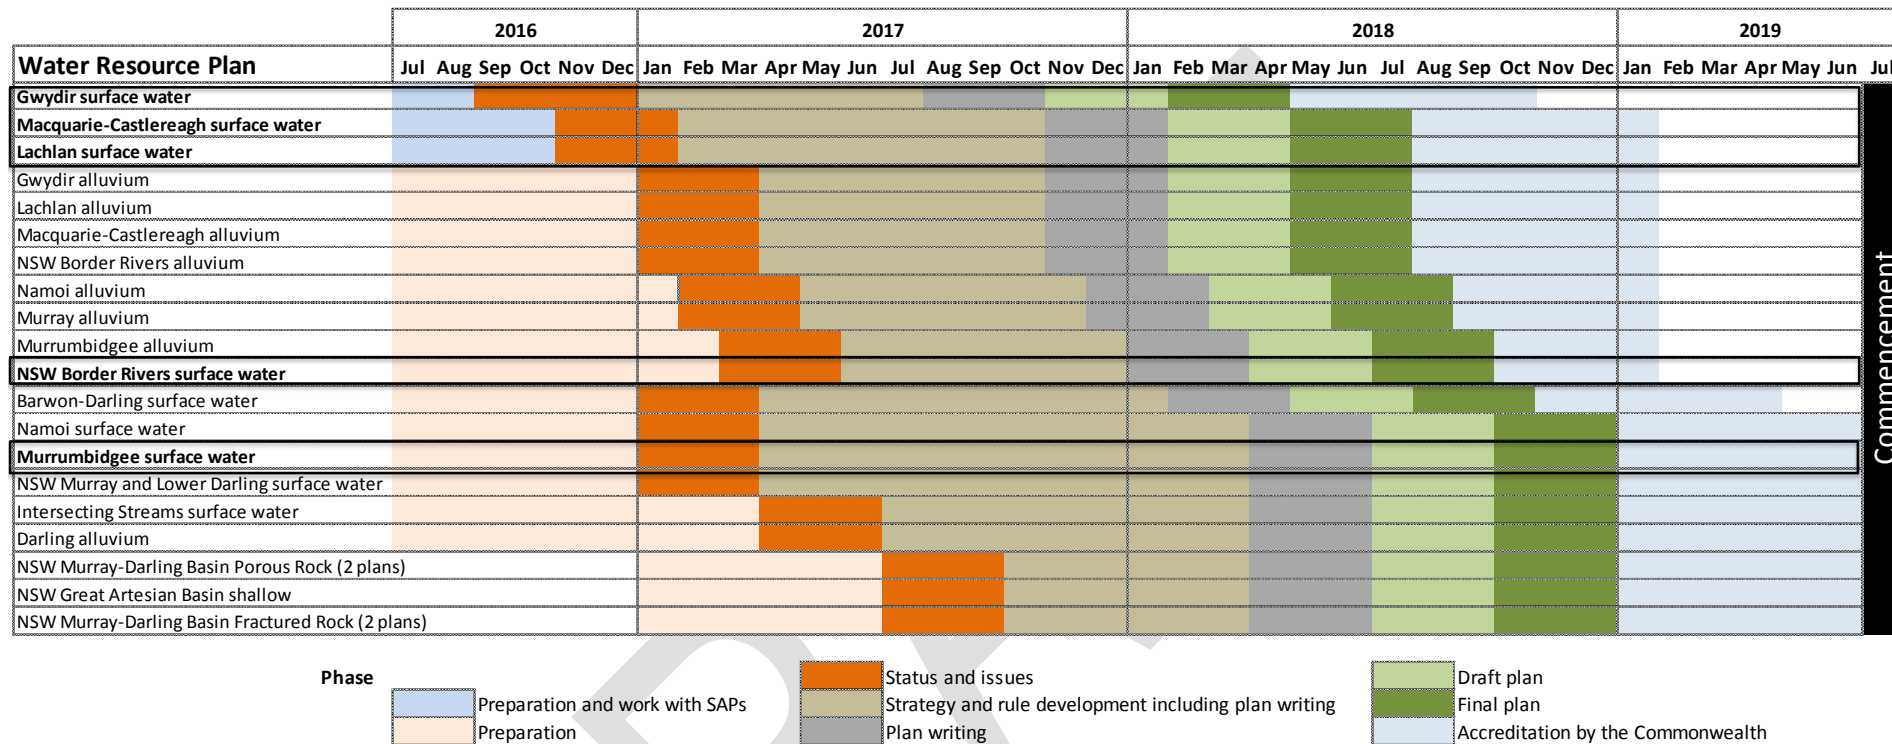 2016 2017 2018 2019
Water Resource Plan Jul Aug Sep Oct Nov Dec Jan Feb Mar Apr May Jun Jul Aug Sep Oct Nov Dec Jan Feb Mar Apr May Jun Jul Aug Sep Oct Nov Dec Jan Feb Mar Apr May Jun Jul
Gwydir surface water
Macquarie-Castlereagh surface water
Lachlan surface water
Gwydir alluvium
Lachlan alluvium
Macquarie-Castlereagh alluvium
NSW Border Rivers alluvium
Namoi alluvium
Murray alluvium
Murrumbidgee alluvium
NSW Border Rivers surface water
Barwon-Darling surface water
Namoi surface water
Murrumbidgee surface water
NSW Murray and Lower Darling surface water
Intersecting Streams surface water
Darling alluvium
NSW Murray-Darling Basin Porous Rock (2 plans)
NSW Great Artesian Basin shallow
NSW Murray-Darling Basin Fractured Rock (2 plans)
Commencement
Phase
Status and issues
Draft plan
Preparation and work with SAPs
Strategy and rule development including plan writing
Final plan
Preparation
Plan writing
Accreditation by the Commonwealth